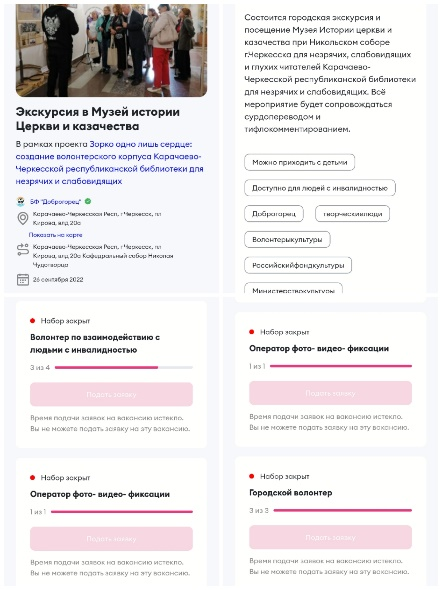 Экскурсия в Музей истории
Церкви и казачества
В рамках проекта Зорко одно лишь сердце:
создание волонтерского корпуса Карачаево-
Черкесской республиканской библиотеки для
незрячих и слабовидящих
БФ "Доброторец"
Карачаево-Черкесская Респ, г Черкесск, пл
Кирова, влд 20а
Показать на карте
Карачаево-Черкесская Респ, г Черкесск, пл
Кирова, влд 20а Кафедральный собор Николая
Чудотворца
26 сентября 2022
Состоится городская экскурсия и
посещение Музея Истории церкви и
казачества при Никольском соборе
г.Черкесска для незрячих, слабовидящих
и глухих читателей Карачаево-
Черкесской республиканской библиотеки
для незрячих и слабовидящих. Всё
мероприятие будет сопровождаться
сурдопереводом и
тифлокомментированием.
Можно приходить с детьми
Доступно для людей с инвалидностью
Доброторец
творческиелюди
Волонтерыкультуры
Российскийфондкультуры
Министерствокультуры
Набор закрыт
Волонтер по взаимодействию с
людьми с инвалидностью
3 из 4
Подать заявку
Время подачи заявок на вакансию истекло.
Вы не можете подать заявку на эту вакансию.
Набор закрыт
Оператор фото- видео- фиксации
1 из 1
Подать заявку
Время подачи заявок на вакансию истекло.
Вы не можете подать заявку на эту вакансию.
Набор закрыт
Оператор фото- видео- фиксации
1 из 1
Подать заявку
Время подачи заявок на вакансию истекло.
Вы не можете подать заявку на эту вакансию.
Набор закрыт
Городской волонтер
3 из 3
Подать заявку
Время подачи заявок на вакансию истекло.
Вы не можете подать заявку на эту вакансию.